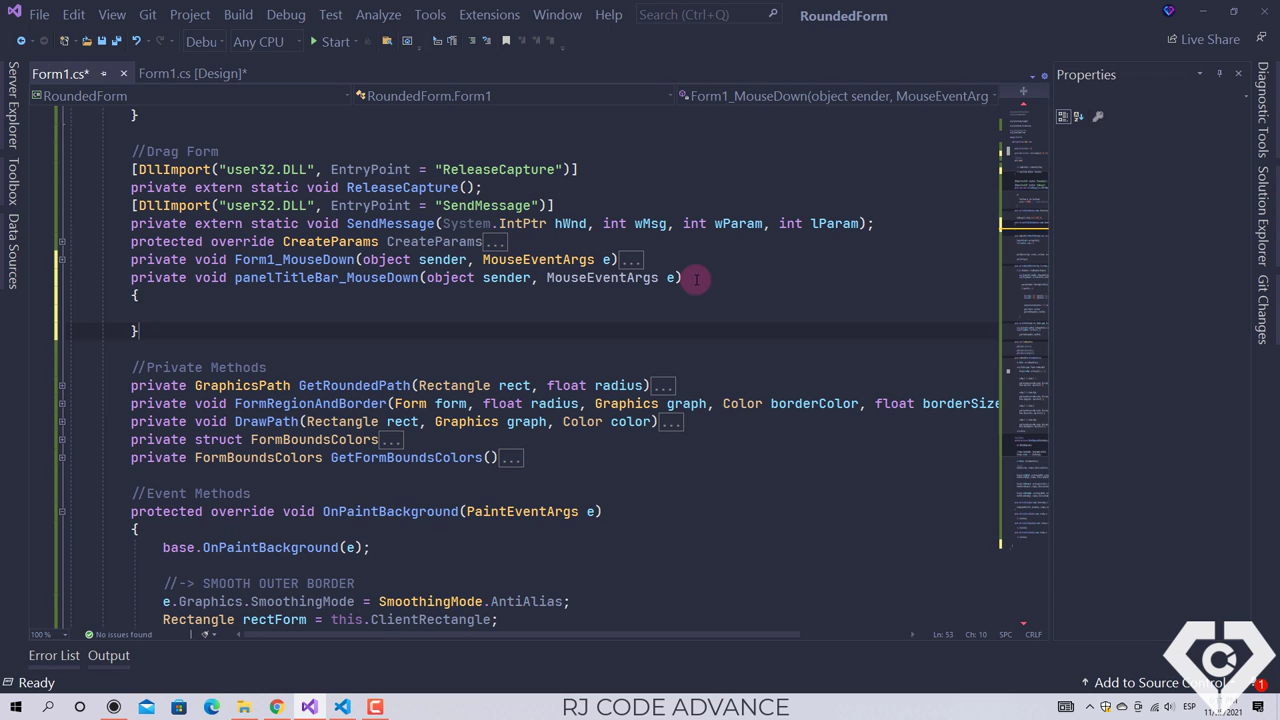 File Edit View Git Project Build Debug Test Analyze Tools Extensions Window Help Search (Ctrl+Q) RoundedForm
Debu Any CPU Start Live Share
Form1.cs* Form1.cs [Design]* Properties
RoundedForm RoundedForm.Form1 Form1_MouseDown(object sender, MouseEventArg
Server Explorer Toolbox Data Sources
Diagnostic Tools Solution Explorer Git Changes
}
//Drag Form
[DllImport("user32.DLL", EntryPoint = "ReleaseCapture")]
private extern static void ReleaseCapture();
[DllImport("user32.DLL", EntryPoint = "SendMessage")]
private extern static void SendMessage(System.IntPtr hWnd, int wMsg, int wParam, int lParam);
protected override CreateParams CreateParams ...
private void Form1_MouseDown(object sender, MouseEventArgs e) ...
private panelTitleBar_MouseDown(object sender, MouseEventArgs e)
{
}
//Private Methods
private GraphicsPath GetRoundedPath(Rectangle rect, float radius) ...
private void FormRegionAndBorder(Form form, float radius, Graphics graph, Color borderColor, float borderSize
private void DrawPath(Rectangle rect, Graphics graph, Color color) ...
private struct FormBoundsColors ...
private FormBoundsColors GetFormBoundsColors() ...
//Event Methods
protected override void OnPaintBackground(PaintEventArgs e)
{
base.OnPaintBackground(e);
//-> SMOOTH OUTER BORDER
e.Graphics.SmoothingMode = SmoothingMode.AntiAlias;
Rectangle rectForm = this.ClientRectangle;
100 % No issues found Ln: 53 Ch: 10 SPC CRLF
Error List Output
Ready Add to Source Control 1
RJ CODE ADVANCE ESP